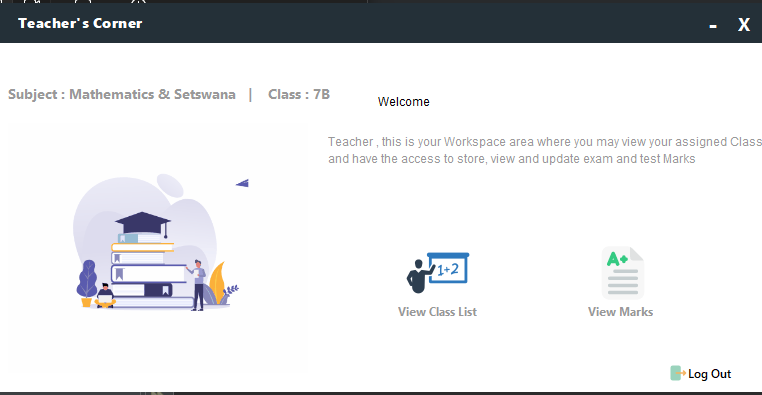 Teacher's Corner
- X
Subject : Mathematics & Setswana | Class : 7B
Welcome
Teacher , this is your Workspace area where you may view your assigned Class
and have the access to store, view and update exam and test Marks
1+2
A+
View Class List
View Marks
Log Out